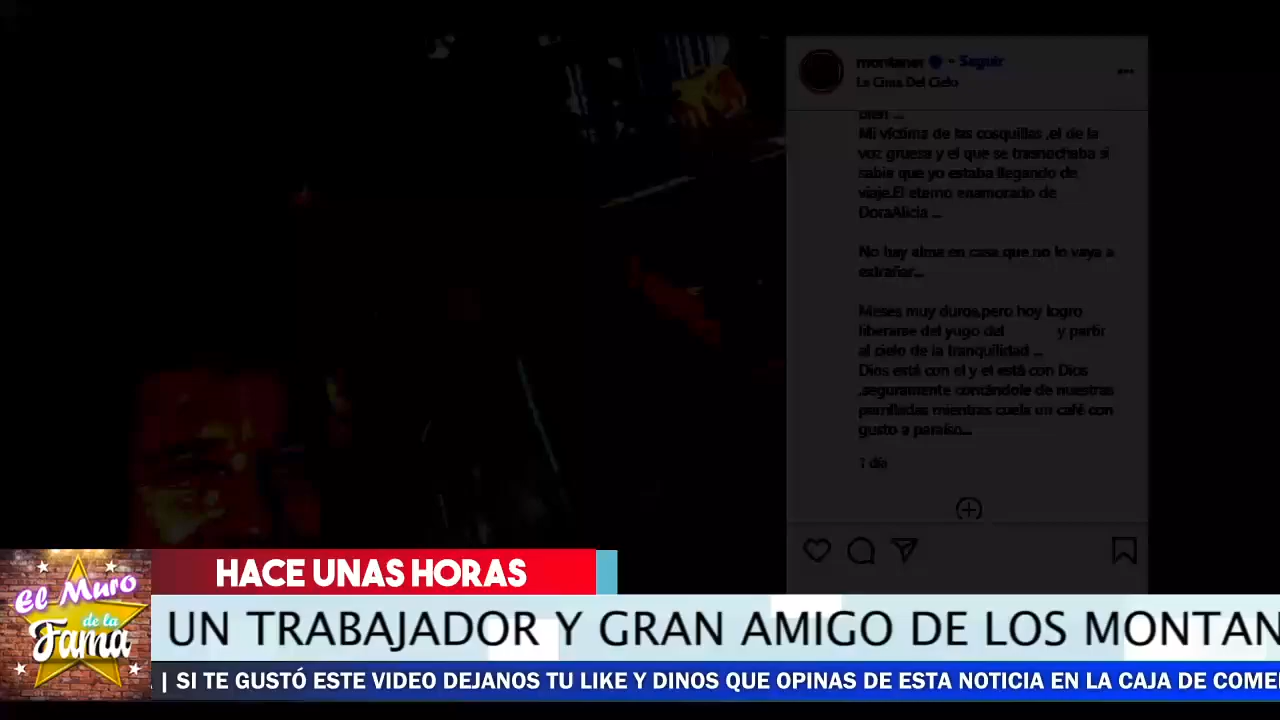 montaner • Seguir
La Cima Del Cielo
bien ...
Mi víctima de las cosquillas ,el de la
voz gruesa y el que se trasnochaba si
sabia que yo estaba llegando de
viaje.El eterno enamorado de
DoraAlicia ...
No hay alma en casa que no lo vaya a
extrañar...
Meses muy duros,pero hoy logro
liberarse del yugo del y partir
al cielo de la tranquilidad ...
Dios está con el y el está con Dios
,seguramente contándole de nuestras
mientras cuela un café con
gusto a paraíso...
1 día
El Muro
de la
Fama
HACE UNAS HORAS
UN TRABAJADOR Y GRAN AMIGO DE LOS MONTAN
. | SI TE GUSTÓ ESTE VIDEO DEJANOS TU LIKE Y DINOS QUE OPINAS DE ESTA NOTICIA EN LA CAJA DE COME